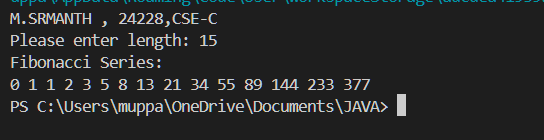 M.SRMANTH , 24228,CSE-C
Please enter length: 15
Fibonacci Series:
0 1 1 2 3 5 8 13 21 34 55 89 144 233 377
PS C:\Users\muppa\OneDrive\Documents\JAVA>